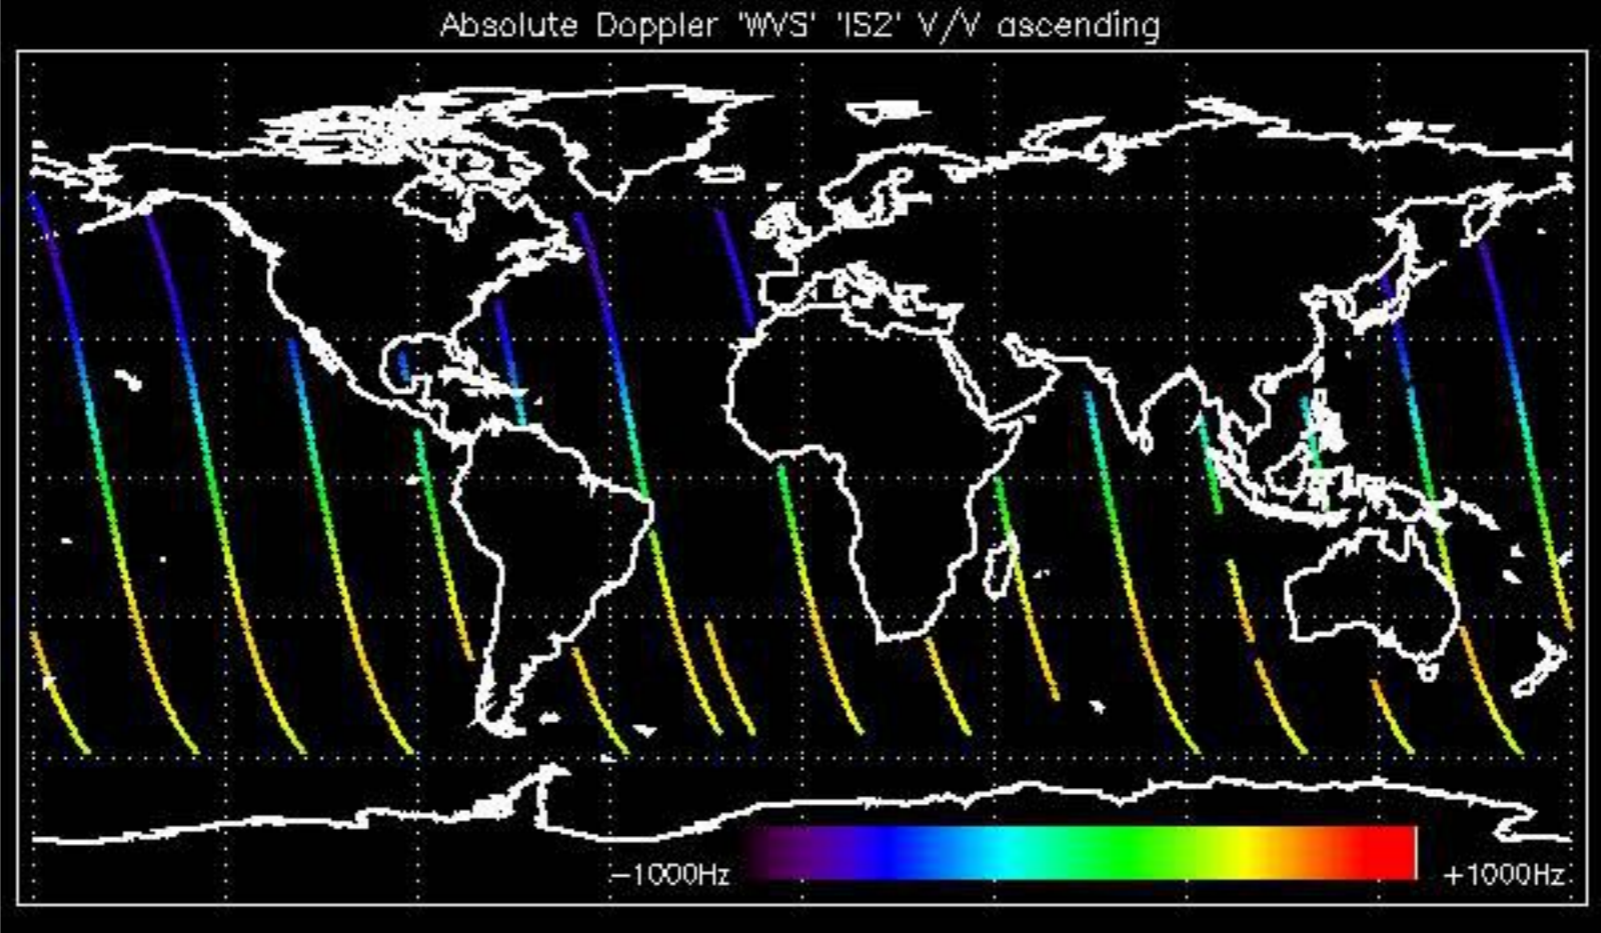 Absolute Doppler 'WVS' 'IS2' V/V ascending
-1000Hz +1000Hz